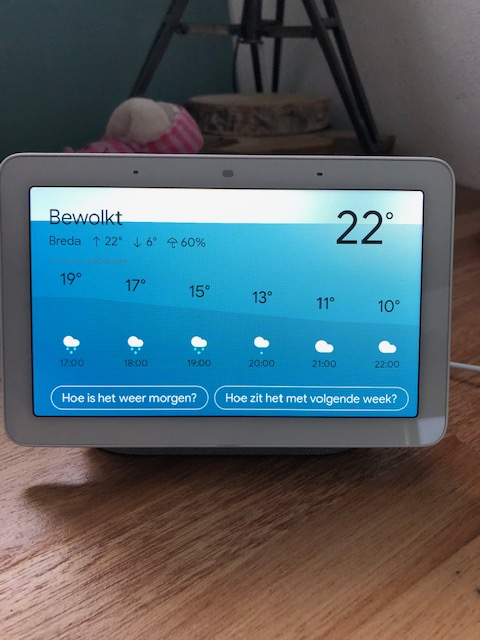 Bewolkt
22°
Breda ↑ 22° ↓ 6° ☂ 60%
19° 17° 15° 13° 11° 10°
17:00 18:00 19:00 20:00 21:00 22:00
Hoe is het weer morgen? Hoe zit het met volgende week?